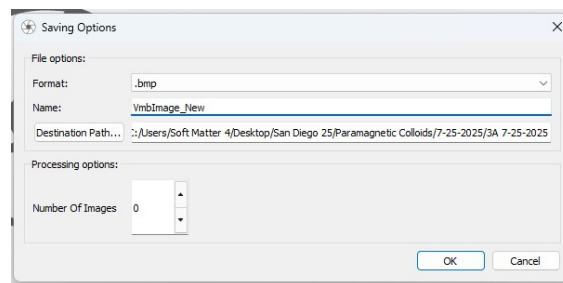 Saving Options
File options:
Format: .bmp
Name: VmbImage_New
Destination Path... :/Users/Soft Matter 4/Desktop/San Diego 25/Paramagnetic Colloids/7-25-2025/3A 7-25-2025
Processing options:
Number Of Images 0
OK Cancel